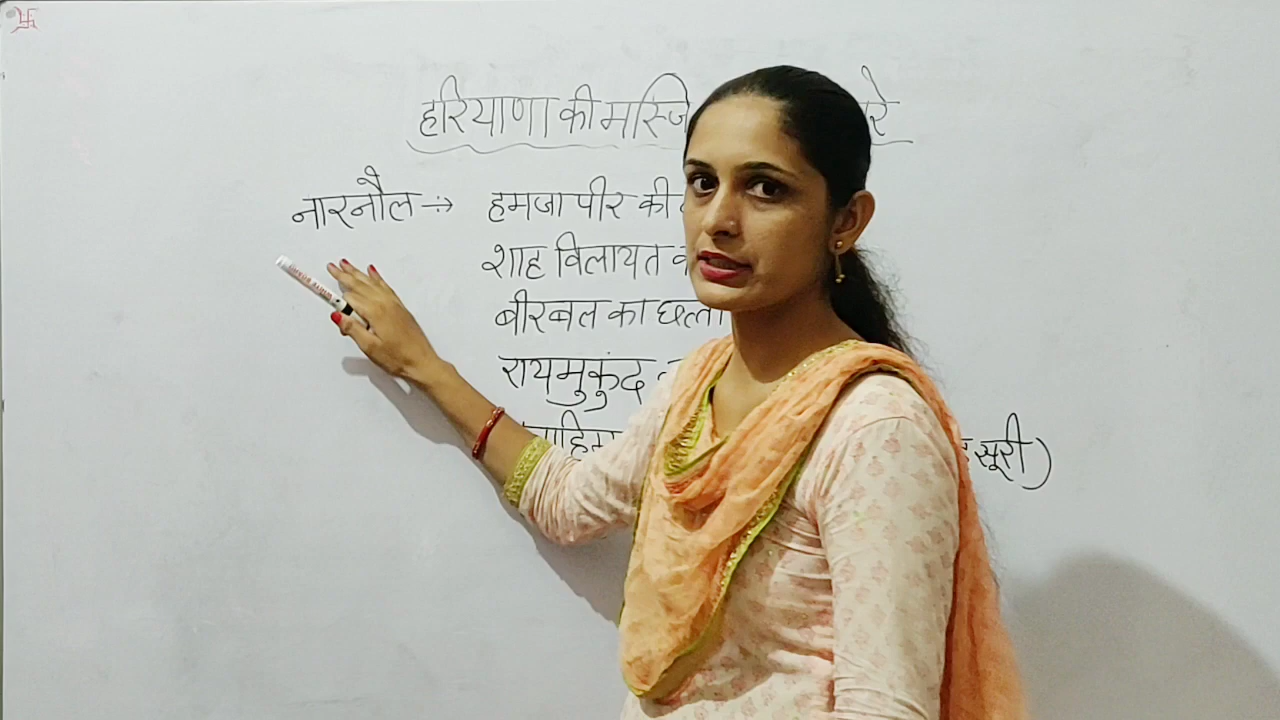 हरियाणा की मस्जि रे
नारनौल → हमजा पीर की
शाह विलायत क
बीरबल का छत्ता
रायमुकुंद
सूरी)